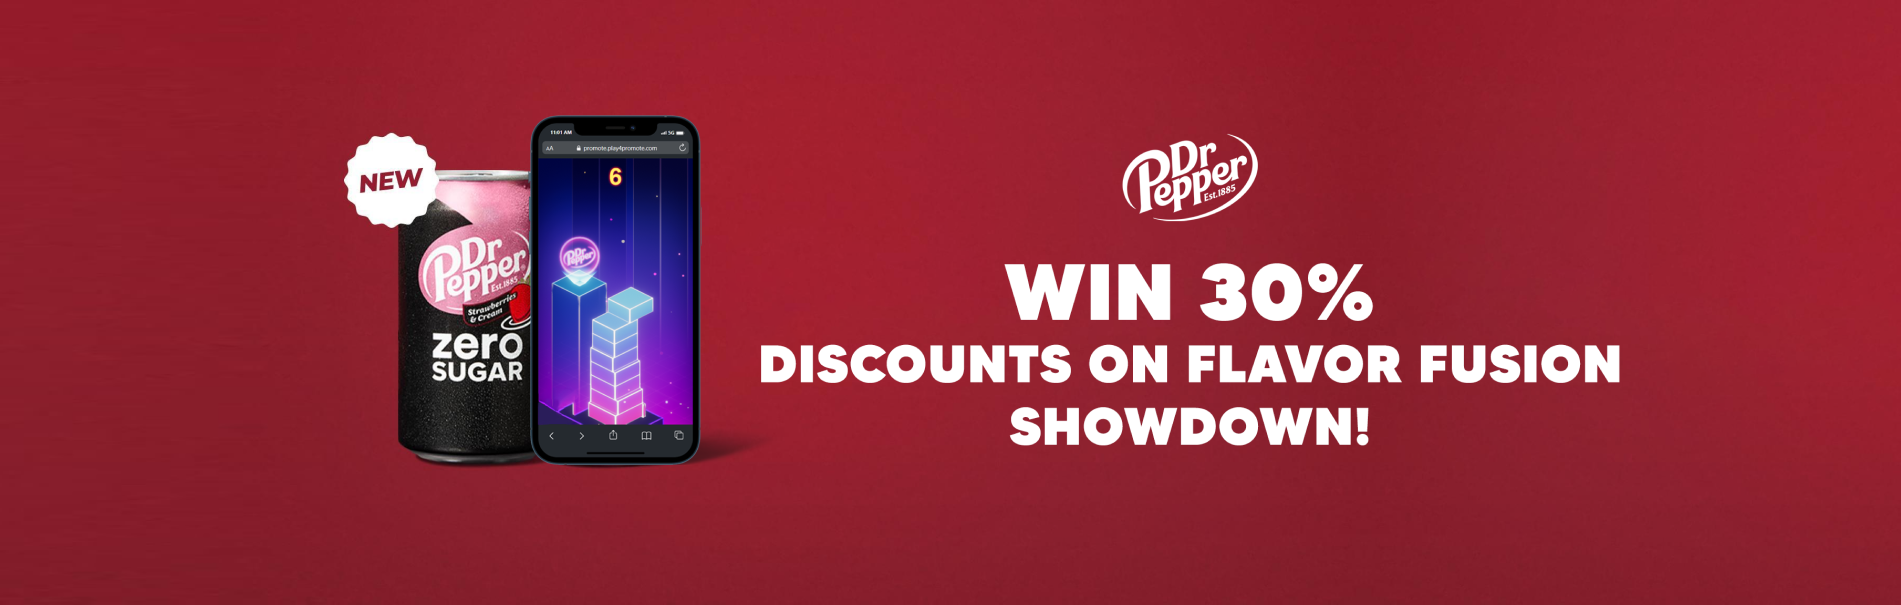 NEW
Dr
Pepper
Est.1885
Strawberries
& Cream
zero
SUGAR
11:01 AM
5G
AA
promote.play4promote.com
6
Dr
Pepper
Dr
Pepper
Est.1885
WIN 30%
DISCOUNTS ON FLAVOR FUSION
SHOWDOWN!